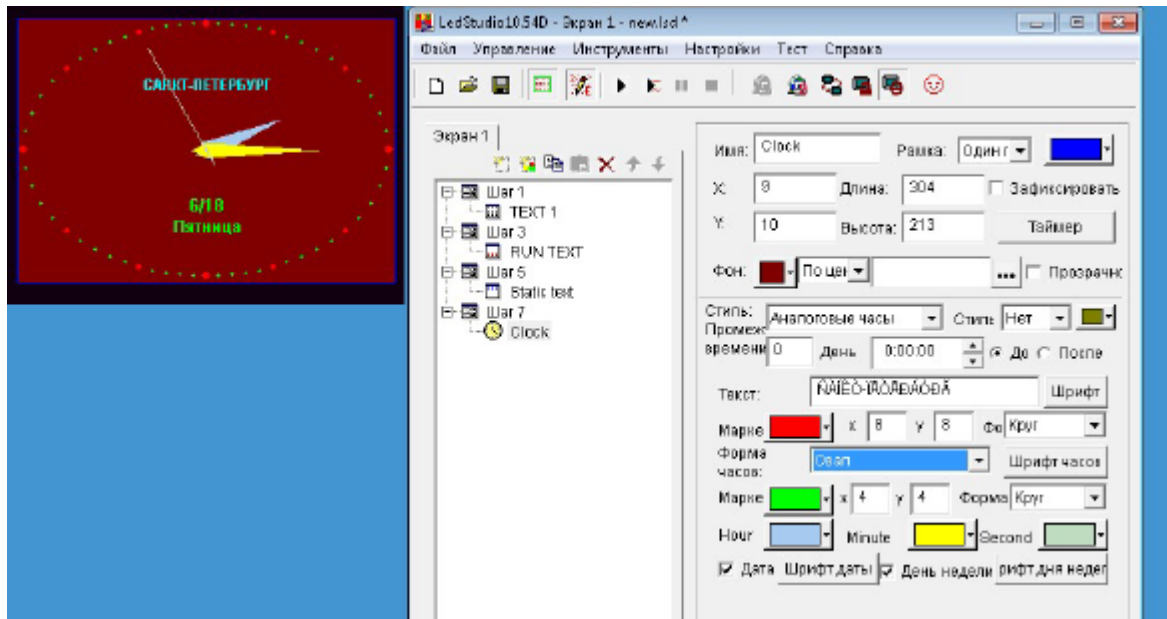 САНКТ-ПЕТЕРБУРГ
6/18
Пятница
LedStudio10.54D - Экран 1 - new.lsd *
Файл Управление Инструменты Настройки Тест Справка
Экран 1
Шаг 1
TEXT 1
Шаг 3
RUN TEXT
Шаг 5
Static text
Шаг 7
Clock
Имя: Clock Рамка: Один г
X: 9 Длина: 304 Зафиксировать
Y: 10 Высота: 213 Таймер
Фон: По цен ... Прозрачнс
Стиль: Аналоговые часы Стиль Нет
Промеж
времени 0 День 0:00:00 До После
Текст: Шрифт
Марке x 8 y 8 Фо Круг
Форма
часов: Овал Шрифт часов
Марке x 4 y 4 Форма Круг
Hour Minute Second
Дата Шрифт даты День недели рифт дня недел